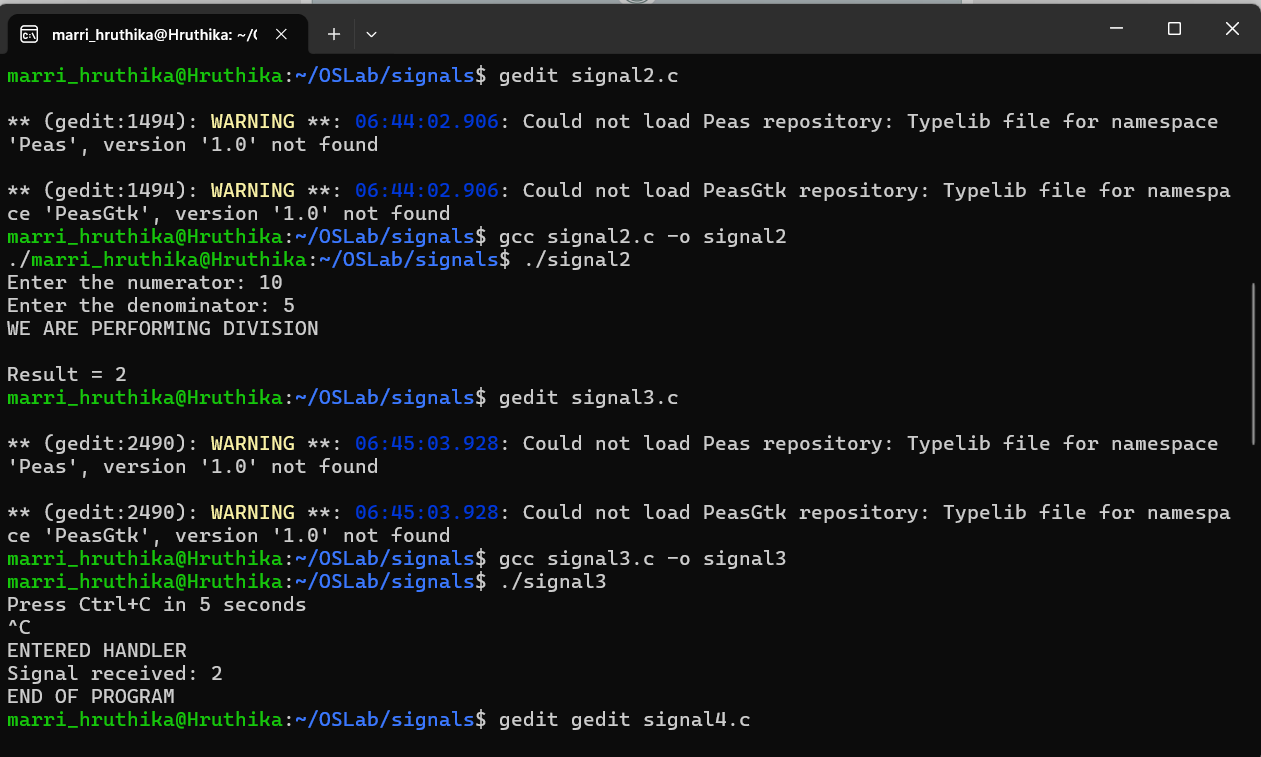 marri_hruthika@Hruthika: ~/
marri_hruthika@Hruthika:~/OSLab/signals$ gedit signal2.c
** (gedit:1494): WARNING **: 06:44:02.906: Could not load Peas repository: Typelib file for namespace
'Peas', version '1.0' not found
** (gedit:1494): WARNING **: 06:44:02.906: Could not load PeasGtk repository: Typelib file for namespa
ce 'PeasGtk', version '1.0' not found
marri_hruthika@Hruthika:~/OSLab/signals$ gcc signal2.c -o signal2
./marri_hruthika@Hruthika:~/OSLab/signals$ ./signal2
Enter the numerator: 10
Enter the denominator: 5
WE ARE PERFORMING DIVISION
Result = 2
marri_hruthika@Hruthika:~/OSLab/signals$ gedit signal3.c
** (gedit:2490): WARNING **: 06:45:03.928: Could not load Peas repository: Typelib file for namespace
'Peas', version '1.0' not found
** (gedit:2490): WARNING **: 06:45:03.928: Could not load PeasGtk repository: Typelib file for namespa
ce 'PeasGtk', version '1.0' not found
marri_hruthika@Hruthika:~/OSLab/signals$ gcc signal3.c -o signal3
marri_hruthika@Hruthika:~/OSLab/signals$ ./signal3
Press Ctrl+C in 5 seconds
^C
ENTERED HANDLER
Signal received: 2
END OF PROGRAM
marri_hruthika@Hruthika:~/OSLab/signals$ gedit gedit signal4.c